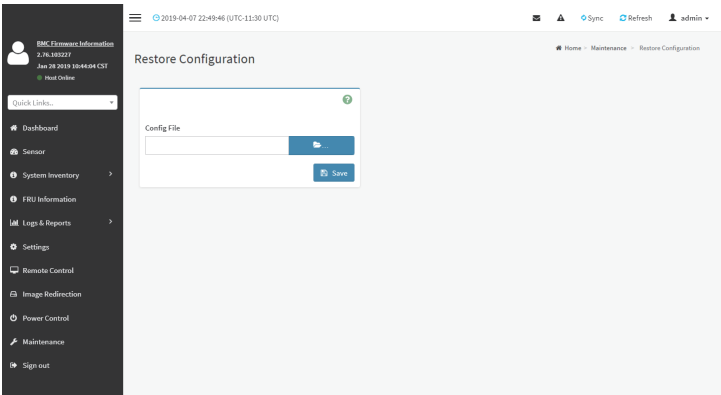 2019-04-07 22:49:46 (UTC-11:30 UTC)
Sync
Refresh
admin
BMC Firmware Information
2.76.103227
Jan 28 2019 10:44:04 CST
Host Online
Quick Links..
Dashboard
Sensor
System Inventory
FRU Information
Logs & Reports
Settings
Remote Control
Image Redirection
Power Control
Maintenance
Sign out
Restore Configuration
Home > Maintenance > Restore Configuration
Config File
...
Save